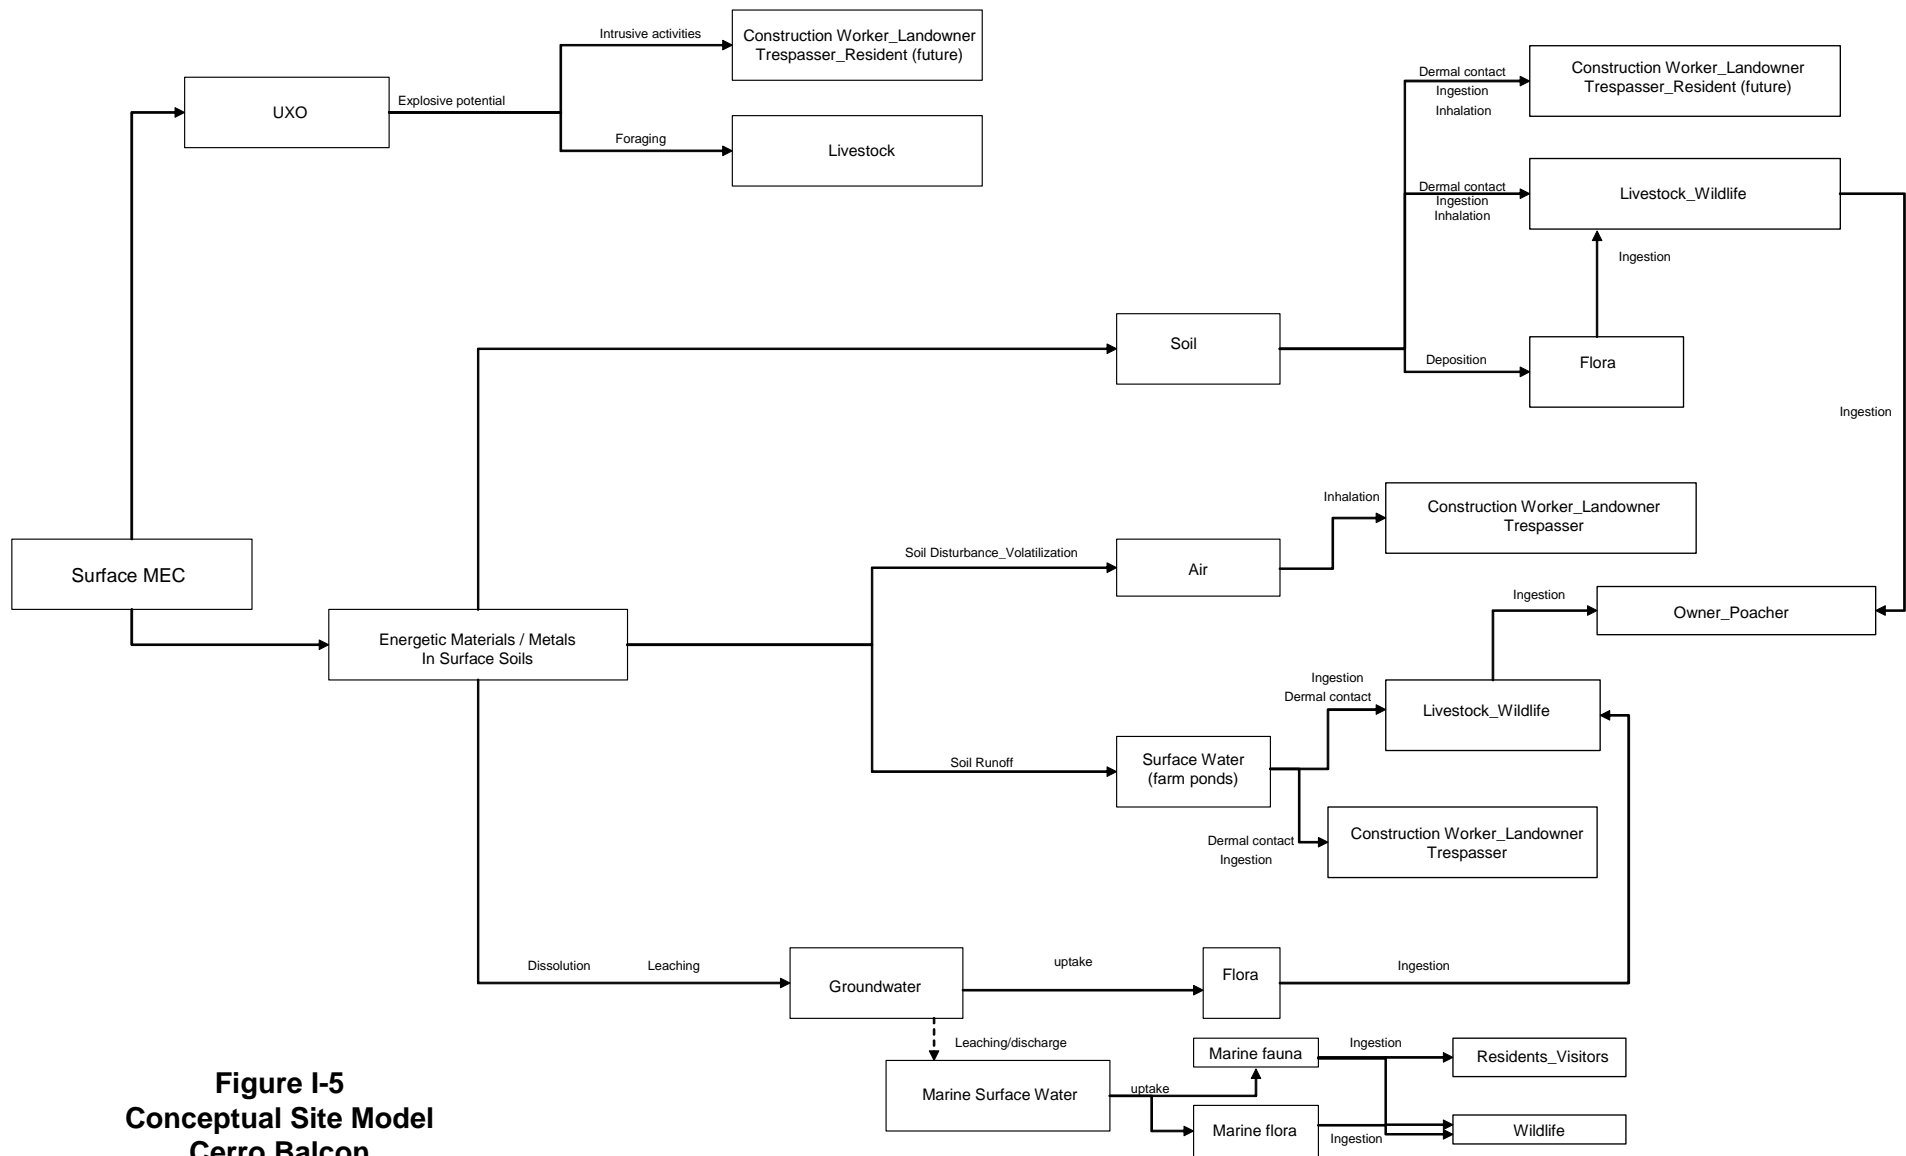 Intrusive activities
Construction Worker_Landowner
Trespasser_Resident (future)
UXO
Explosive potential
Foraging
Livestock
Dermal contact
Ingestion
Inhalation
Construction Worker_Landowner
Trespasser_Resident (future)
Dermal contact
Ingestion
Inhalation
Livestock_Wildlife
Ingestion
Soil
Deposition
Flora
Ingestion
Inhalation
Construction Worker_Landowner
Trespasser
Soil Disturbance_Volatilization
Air
Surface MEC
Energetic Materials / Metals
In Surface Soils
Ingestion
Owner_Poacher
Ingestion
Dermal contact
Livestock_Wildlife
Soil Runoff
Surface Water
(farm ponds)
Dermal contact
Ingestion
Construction Worker_Landowner
Trespasser
Dissolution
Leaching
Groundwater
uptake
Flora
Ingestion
Leaching/discharge
Marine Surface Water
uptake
Marine fauna
Ingestion
Residents_Visitors
Marine flora
Ingestion
Wildlife
Figure I-5
Conceptual Site Model
Cerro Balcon